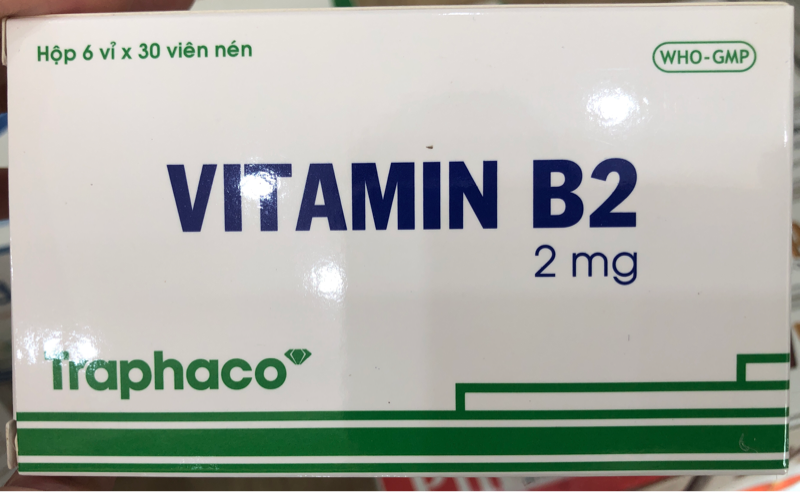 Hộp 6 vỉ x 30 viên nén
WHO-GMP
VITAMIN B2
2 mg
Traphaco